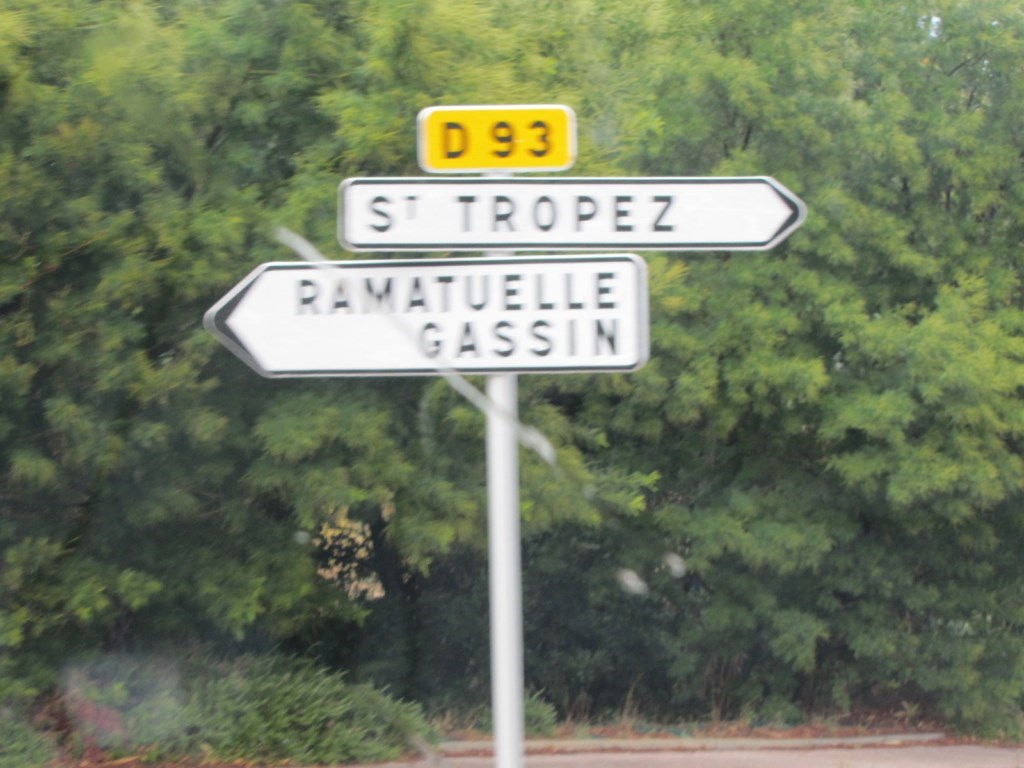 D 93
ST TROPEZ
RAMATUELLE
GASSIN